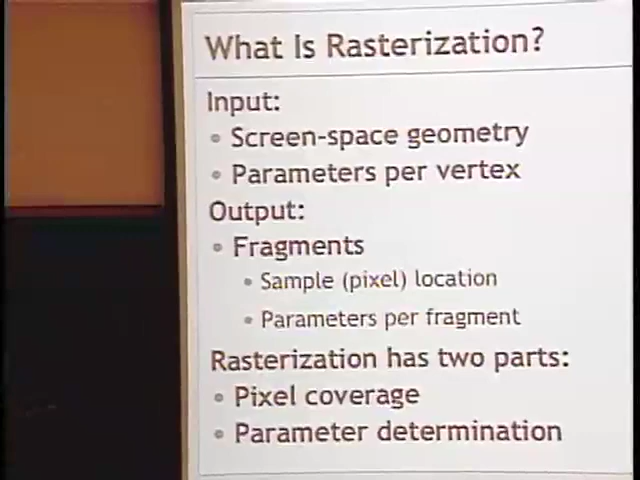 What Is Rasterization?
Input:
• Screen-space geometry
• Parameters per vertex
Output:
• Fragments
• Sample (pixel) location
• Parameters per fragment
Rasterization has two parts:
• Pixel coverage
• Parameter determination